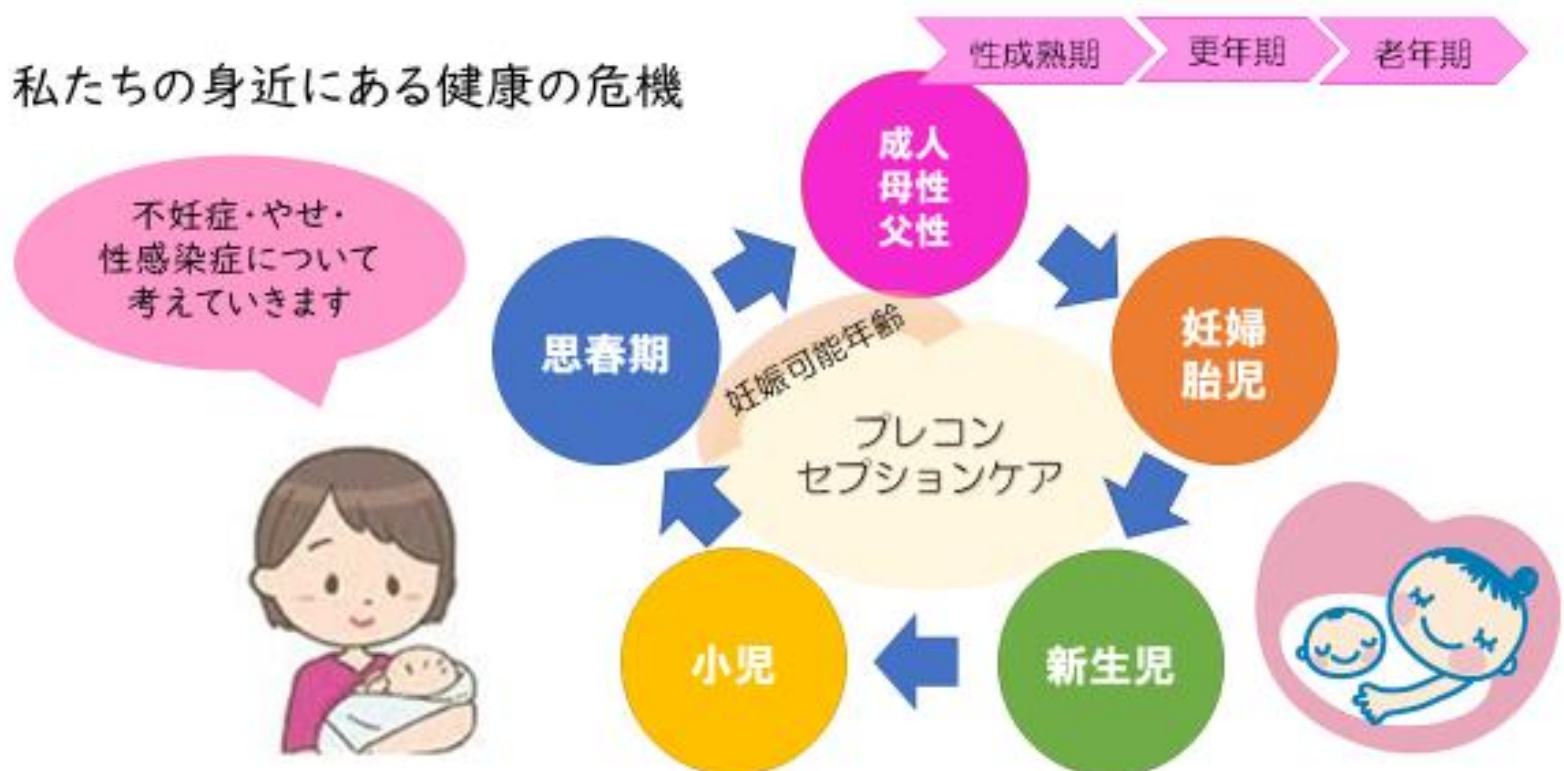 私たちの身近にある健康の危機
性成熟期
更年期
老年期
不妊症・やせ・
性感染症について
考えていきます
成人
母性
父性
思春期
妊婦
胎児
妊娠可能年齢
プレコン
セプションケア
小児
新生児